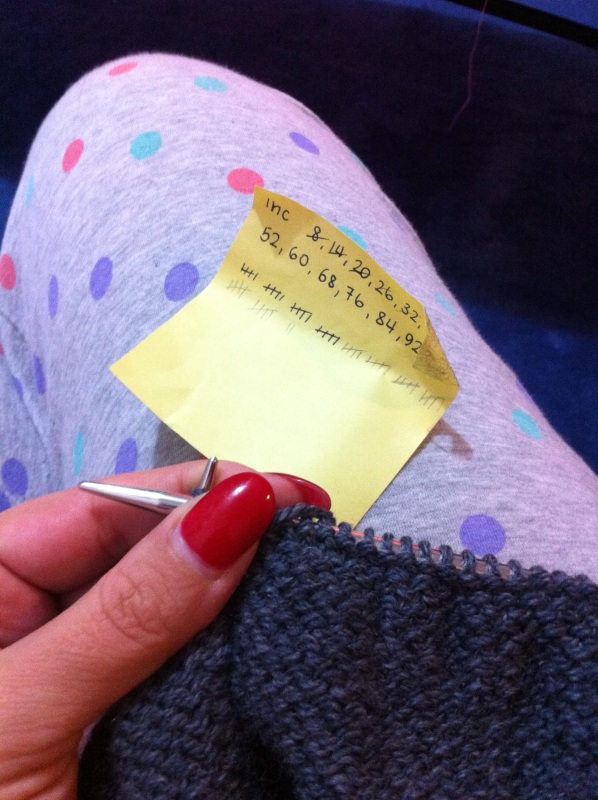 inc 8, 14, 20, 26, 32,
52, 60, 68, 76, 84, 92